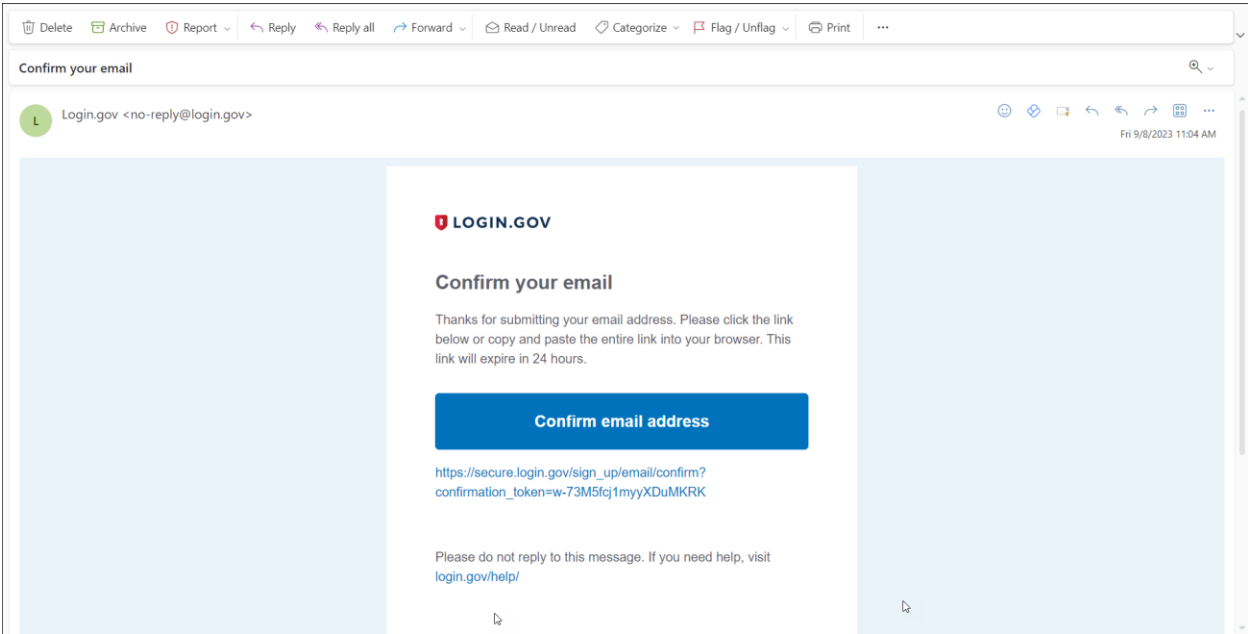 Delete Archive Report Reply Reply all Forward Read / Unread Categorize Flag / Unflag Print ...
Confirm your email
L
Login.gov <no-reply@login.gov>
Fri 9/8/2023 11:04 AM
LOGIN.GOV
Confirm your email
Thanks for submitting your email address. Please click the link
below or copy and paste the entire link into your browser. This
link will expire in 24 hours.
Confirm email address
https://secure.login.gov/sign_up/email/confirm?
confirmation_token=w-73M5fcj1myyXDuMKRK
Please do not reply to this message. If you need help, visit
login.gov/help/